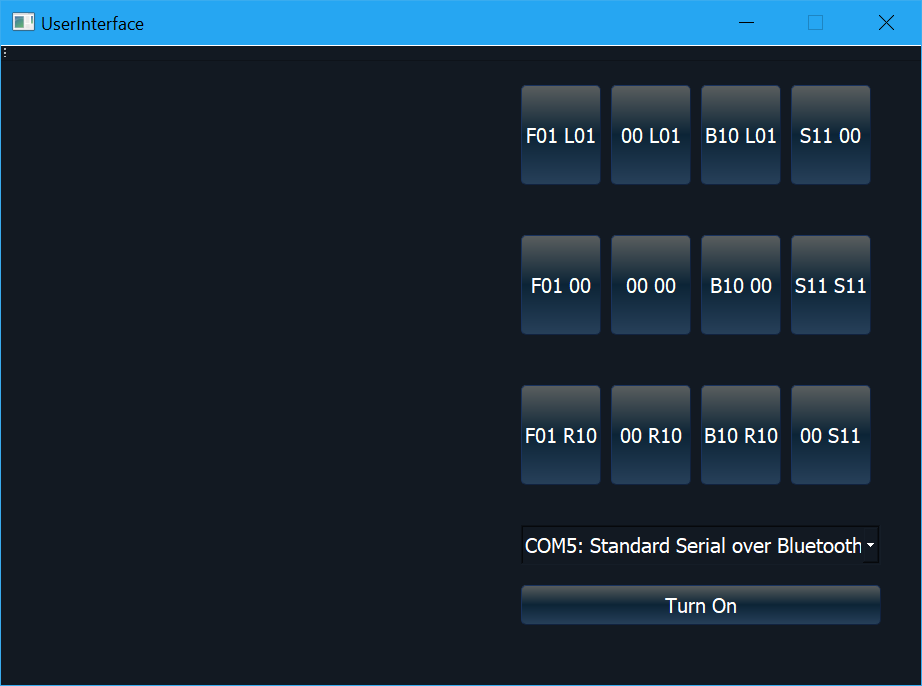 UserInterface
F01 L01
00 L01
B10 L01
S11 00
F01 00
00 00
B10 00
S11 S11
F01 R10
00 R10
B10 R10
00 S11
COM5: Standard Serial over Bluetooth
Turn On